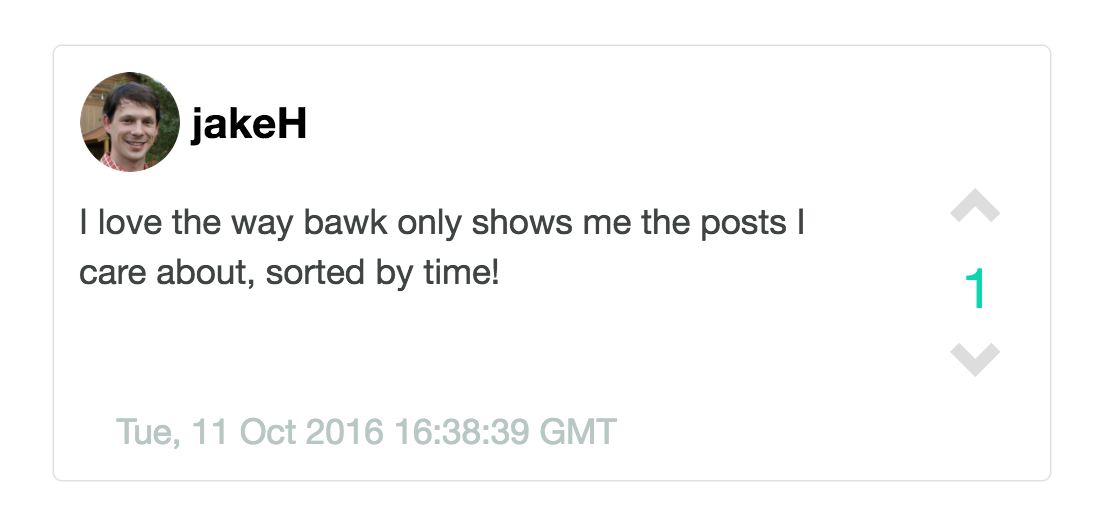 jakeH
I love the way bawk only shows me the posts I
care about, sorted by time!
1
Tue, 11 Oct 2016 16:38:39 GMT